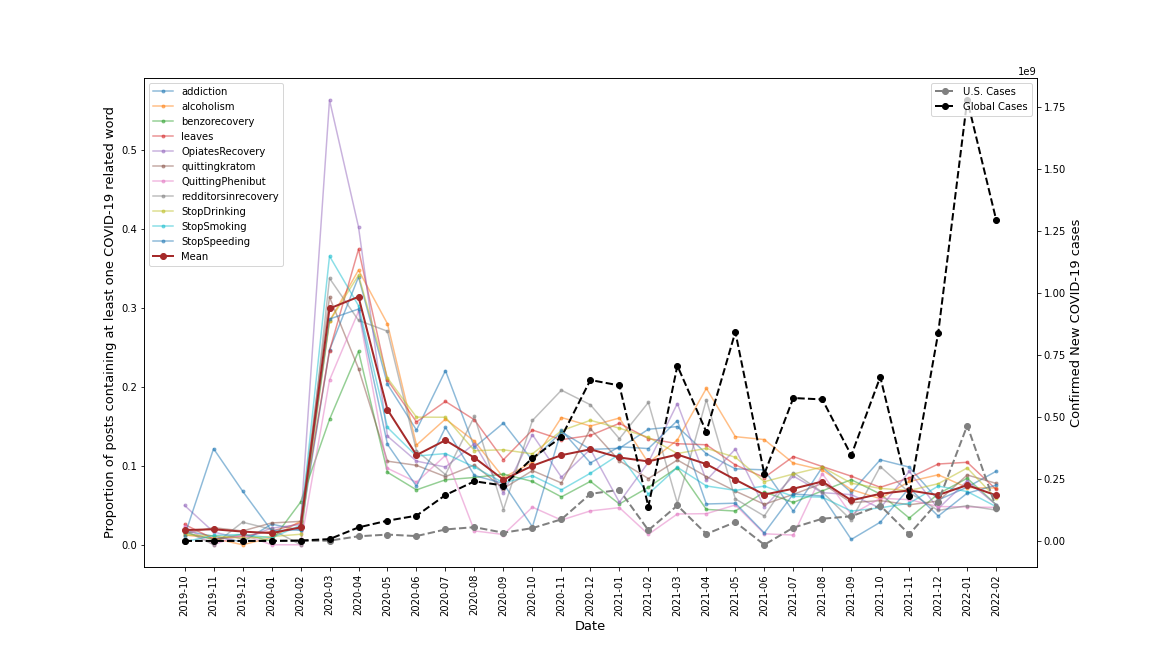 1e9
Proportion of posts containing at least one COVID-19 related word
0.5
0.4
0.3
0.2
0.1
0.0
addiction
alcoholism
benzorecovery
leaves
OpiatesRecovery
quittingkratom
QuittingPhenibut
redditorsinrecovery
StopDrinking
StopSmoking
StopSpeeding
Mean
U.S. Cases
Global Cases
1.75
1.50
1.25
1.00
0.75
0.50
0.25
0.00
Confirmed New COVID-19 cases
2019-10
2019-11
2019-12
2020-01
2020-02
2020-03
2020-04
2020-05
2020-06
2020-07
2020-08
2020-09
2020-10
2020-11
2020-12
2021-01
2021-02
2021-03
2021-04
2021-05
2021-06
2021-07
2021-08
2021-09
2021-10
2021-11
2021-12
2022-01
2022-02
Date